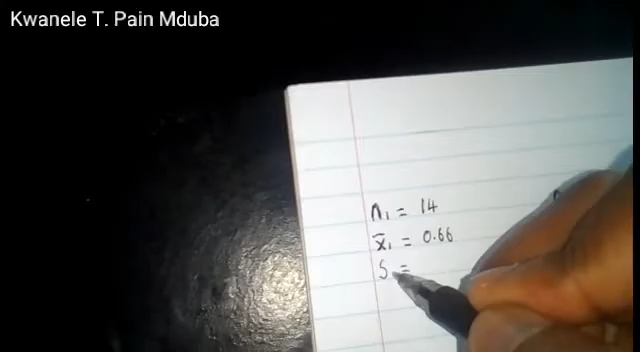 Kwanele T. Pain Mduba
n₁ = 14
x̄₁ = 0.66
S =